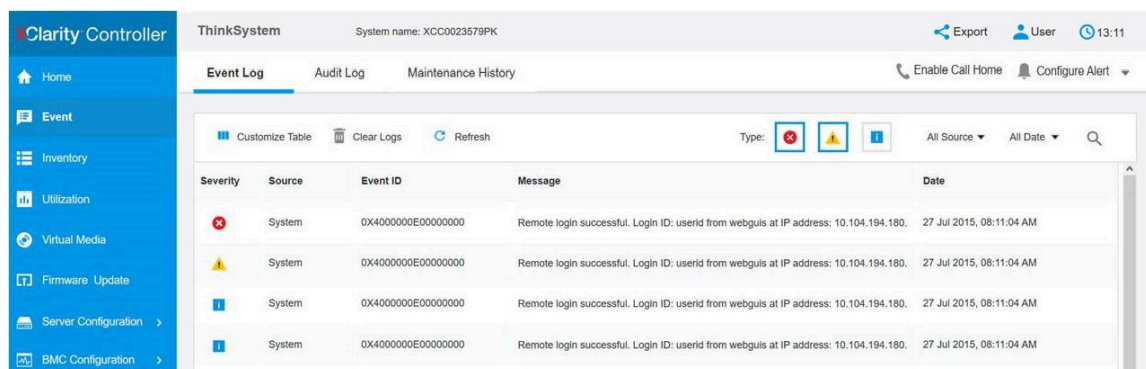 XClarity Controller
ThinkSystem System name: XCC0023579PK Export User 13:11
Home
Event Log Audit Log Maintenance History Enable Call Home Configure Alert
Event
Customize Table Clear Logs Refresh Type: All Source All Date
Inventory
Severity Source Event ID Message Date
Utilization
System 0X4000000E00000000 Remote login successful. Login ID: userid from webguis at IP address: 10.104.194.180. 27 Jul 2015, 08:11:04 AM
Virtual Media
System 0X4000000E00000000 Remote login successful. Login ID: userid from webguis at IP address: 10.104.194.180. 27 Jul 2015, 08:11:04 AM
Firmware Update
System 0X4000000E00000000 Remote login successful. Login ID: userid from webguis at IP address: 10.104.194.180. 27 Jul 2015, 08:11:04 AM
Server Configuration
System 0X4000000E00000000 Remote login successful. Login ID: userid from webguis at IP address: 10.104.194.180. 27 Jul 2015, 08:11:04 AM
BMC Configuration